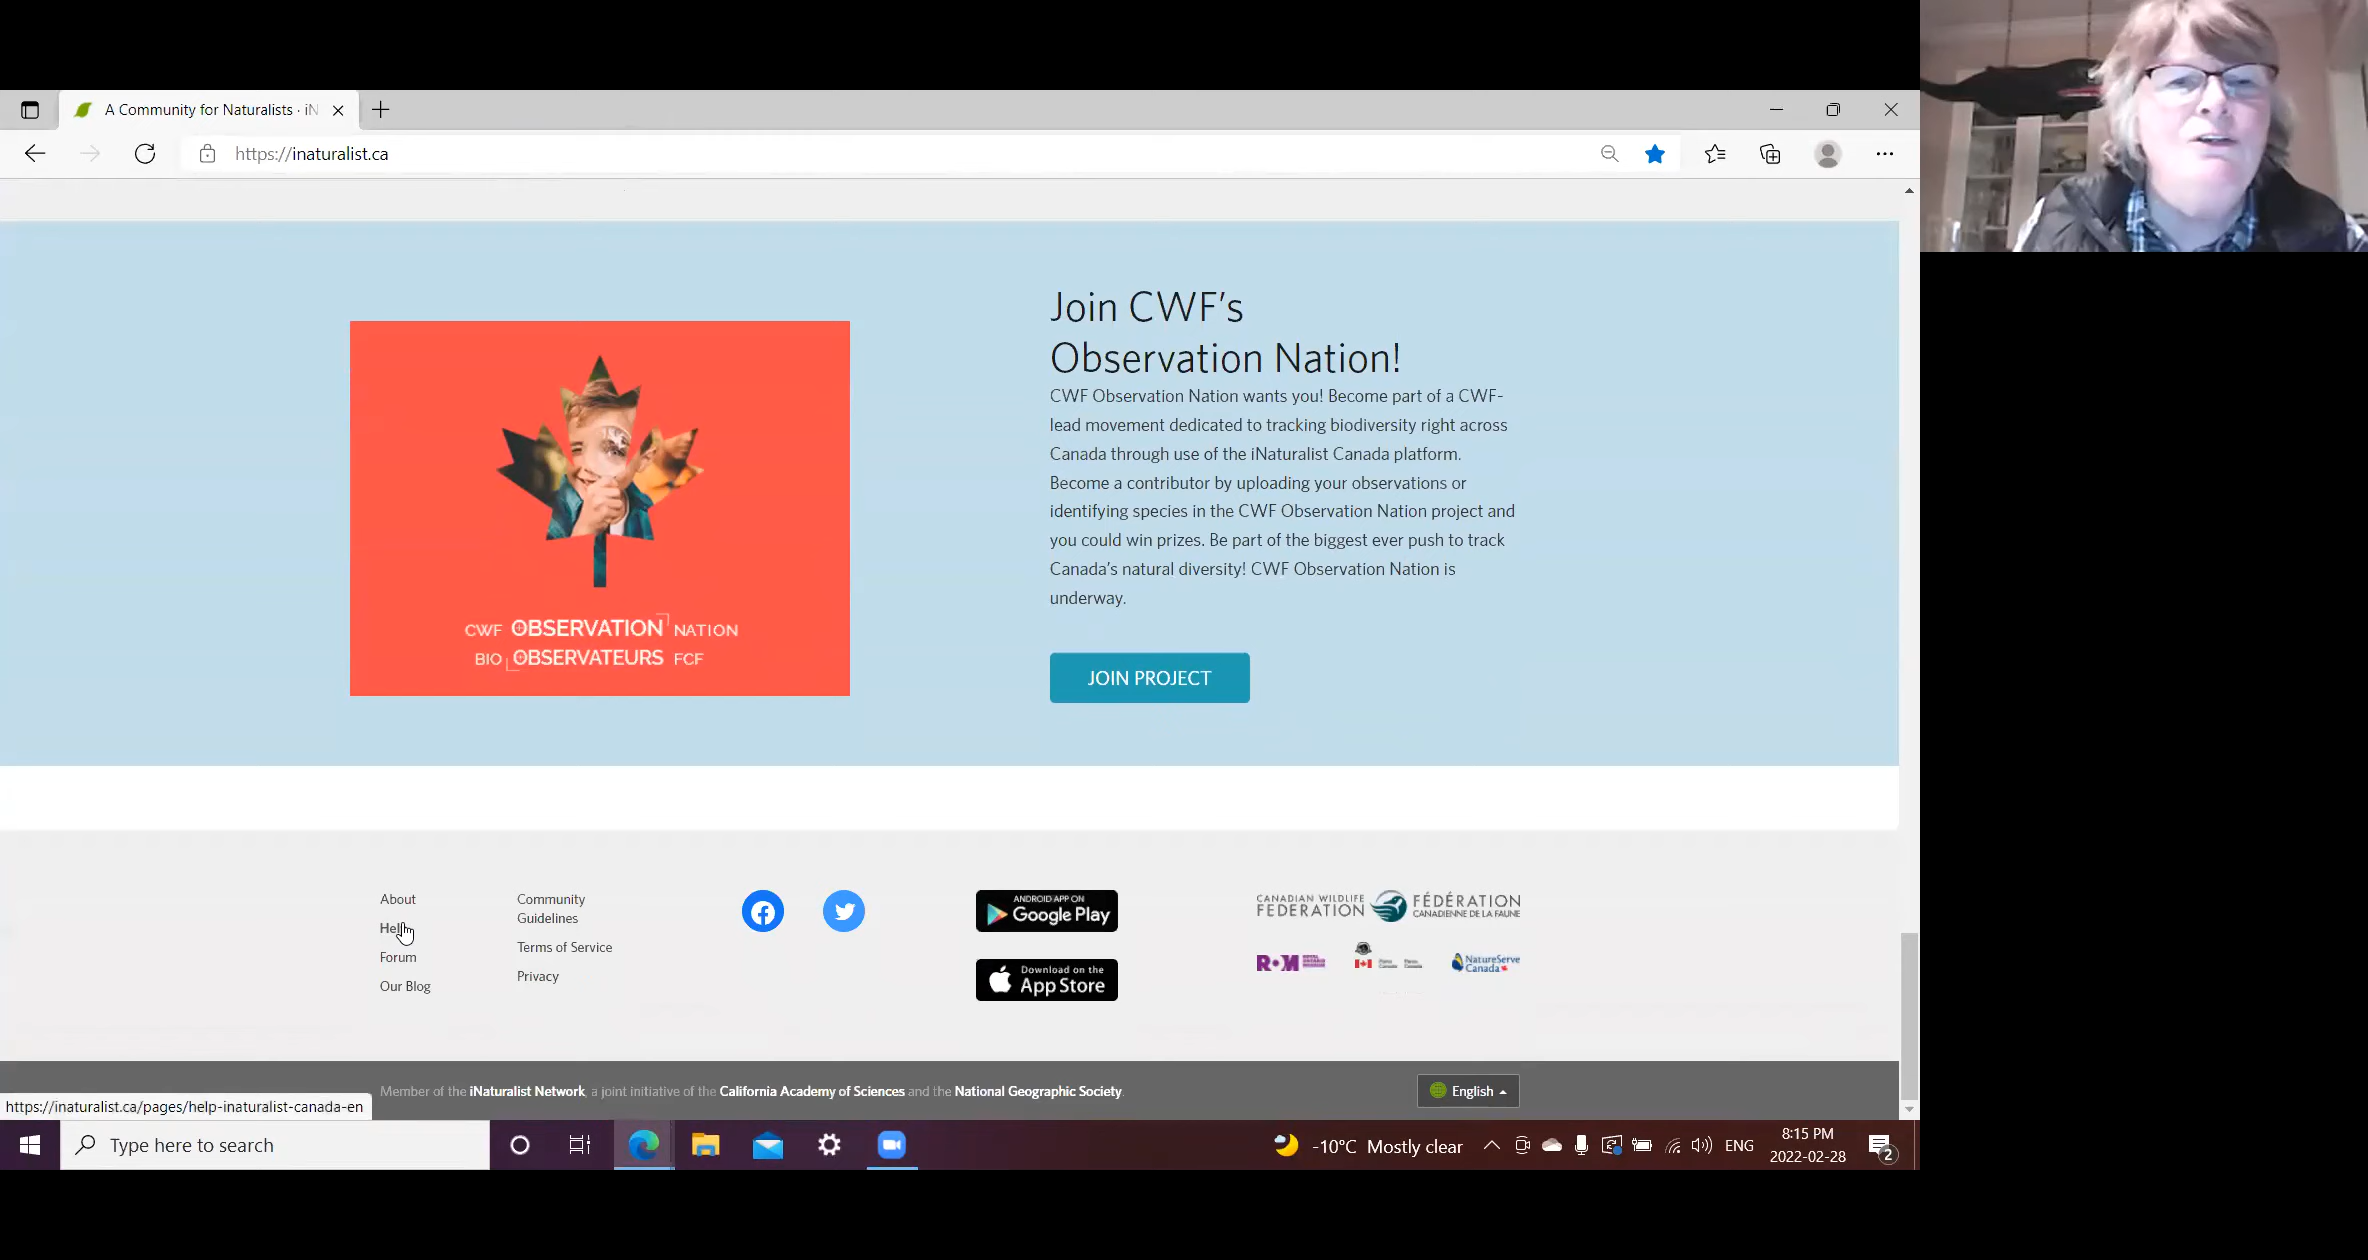 A Community for Naturalists · iN
https://inaturalist.ca
Join CWF's
Observation Nation!
CWF Observation Nation wants you! Become part of a CWF-
lead movement dedicated to tracking biodiversity right across
Canada through use of the iNaturalist Canada platform.
Become a contributor by uploading your observations or
identifying species in the CWF Observation Nation project and
you could win prizes. Be part of the biggest ever push to track
Canada's natural diversity! CWF Observation Nation is
underway.
JOIN PROJECT
CWF OBSERVATION NATION
BIO OBSERVATEURS FCF
About
Help
Forum
Our Blog
Community
Guidelines
Terms of Service
Privacy
ANDROID APP ON
Google Play
Download on the
App Store
CANADIAN WILDLIFE
FEDERATION
FÉDÉRATION
CANADIENNE DE LA FAUNE
ROM
NatureServe
Canada
Member of the iNaturalist Network, a joint initiative of the California Academy of Sciences and the National Geographic Society.
English
https://inaturalist.ca/pages/help-inaturalist-canada-en
Type here to search
-10°C Mostly clear
ENG
8:15 PM
2022-02-28
2